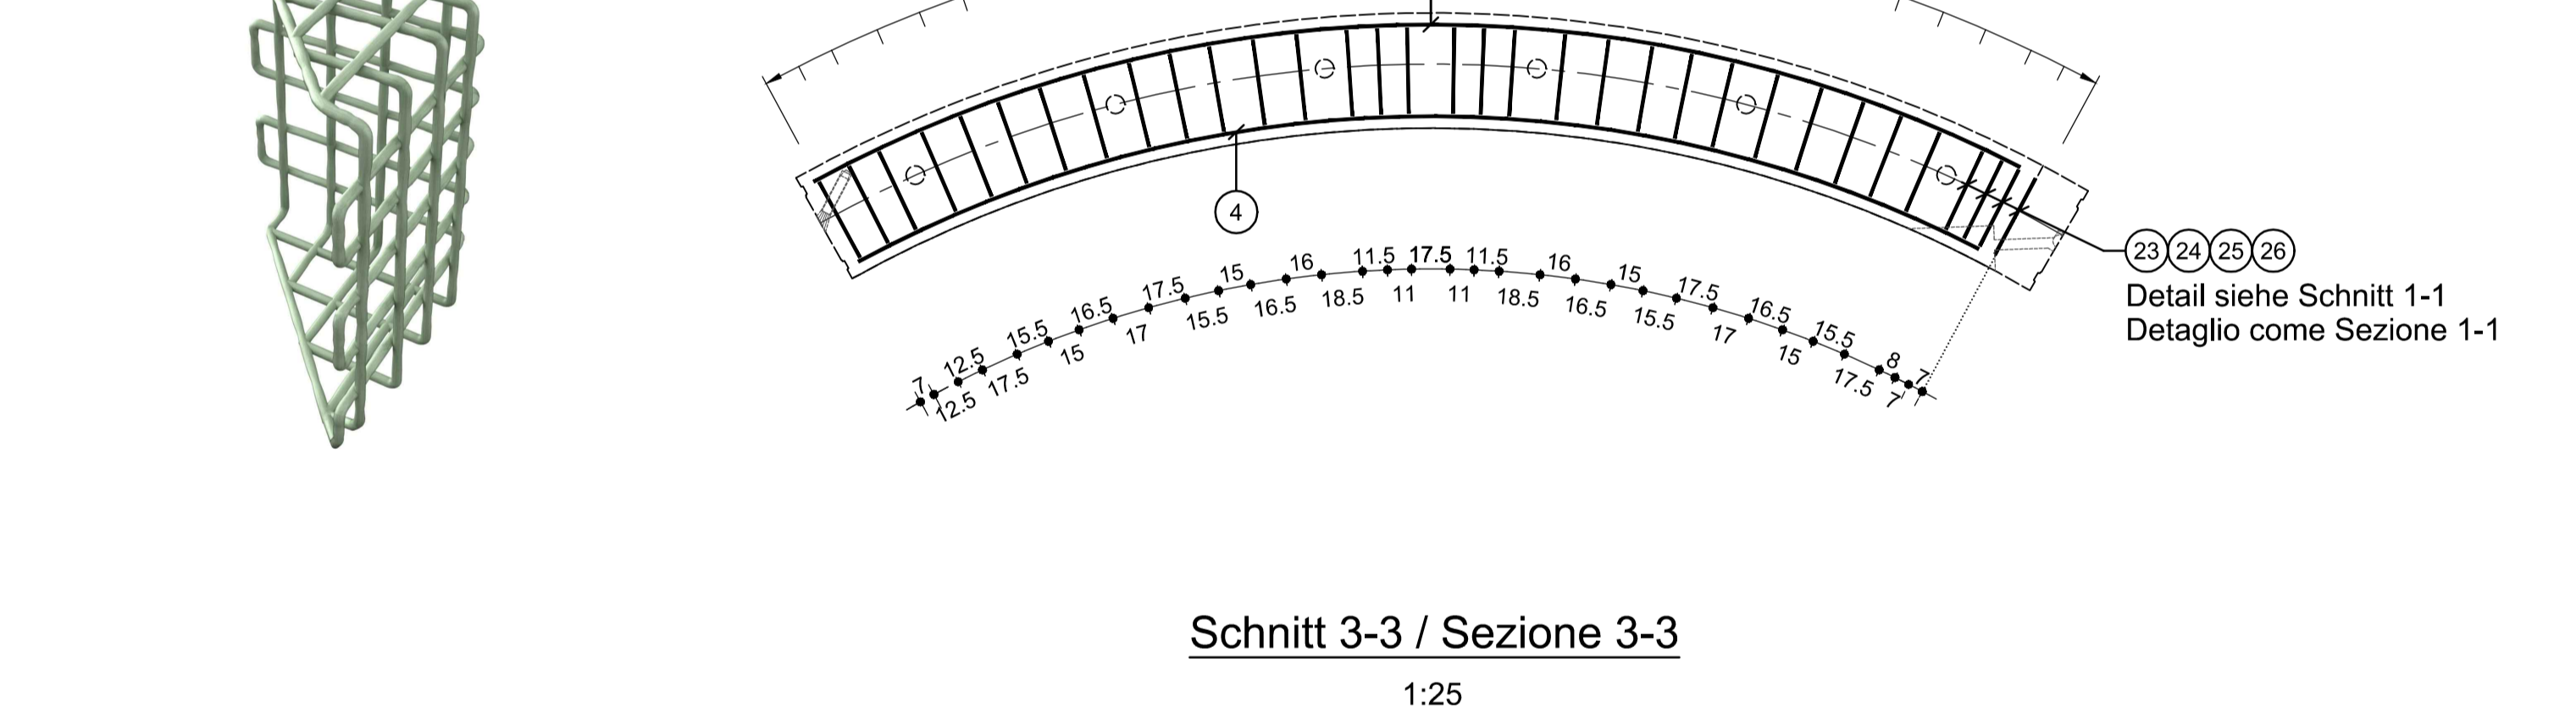 4
23 24 25 26
Detail siehe Schnitt 1-1
Detaglio come Sezione 1-1
7 12.5 15.5 16.5 17.5 15 16 11.5 17.5 11.5 16 15 17.5 16.5 15.5 8 7
12.5 17.5 15 17 15.5 16.5 18.5 11 11 18.5 16.5 15.5 17 15 17.5 7
Schnitt 3-3 / Sezione 3-3
1:25